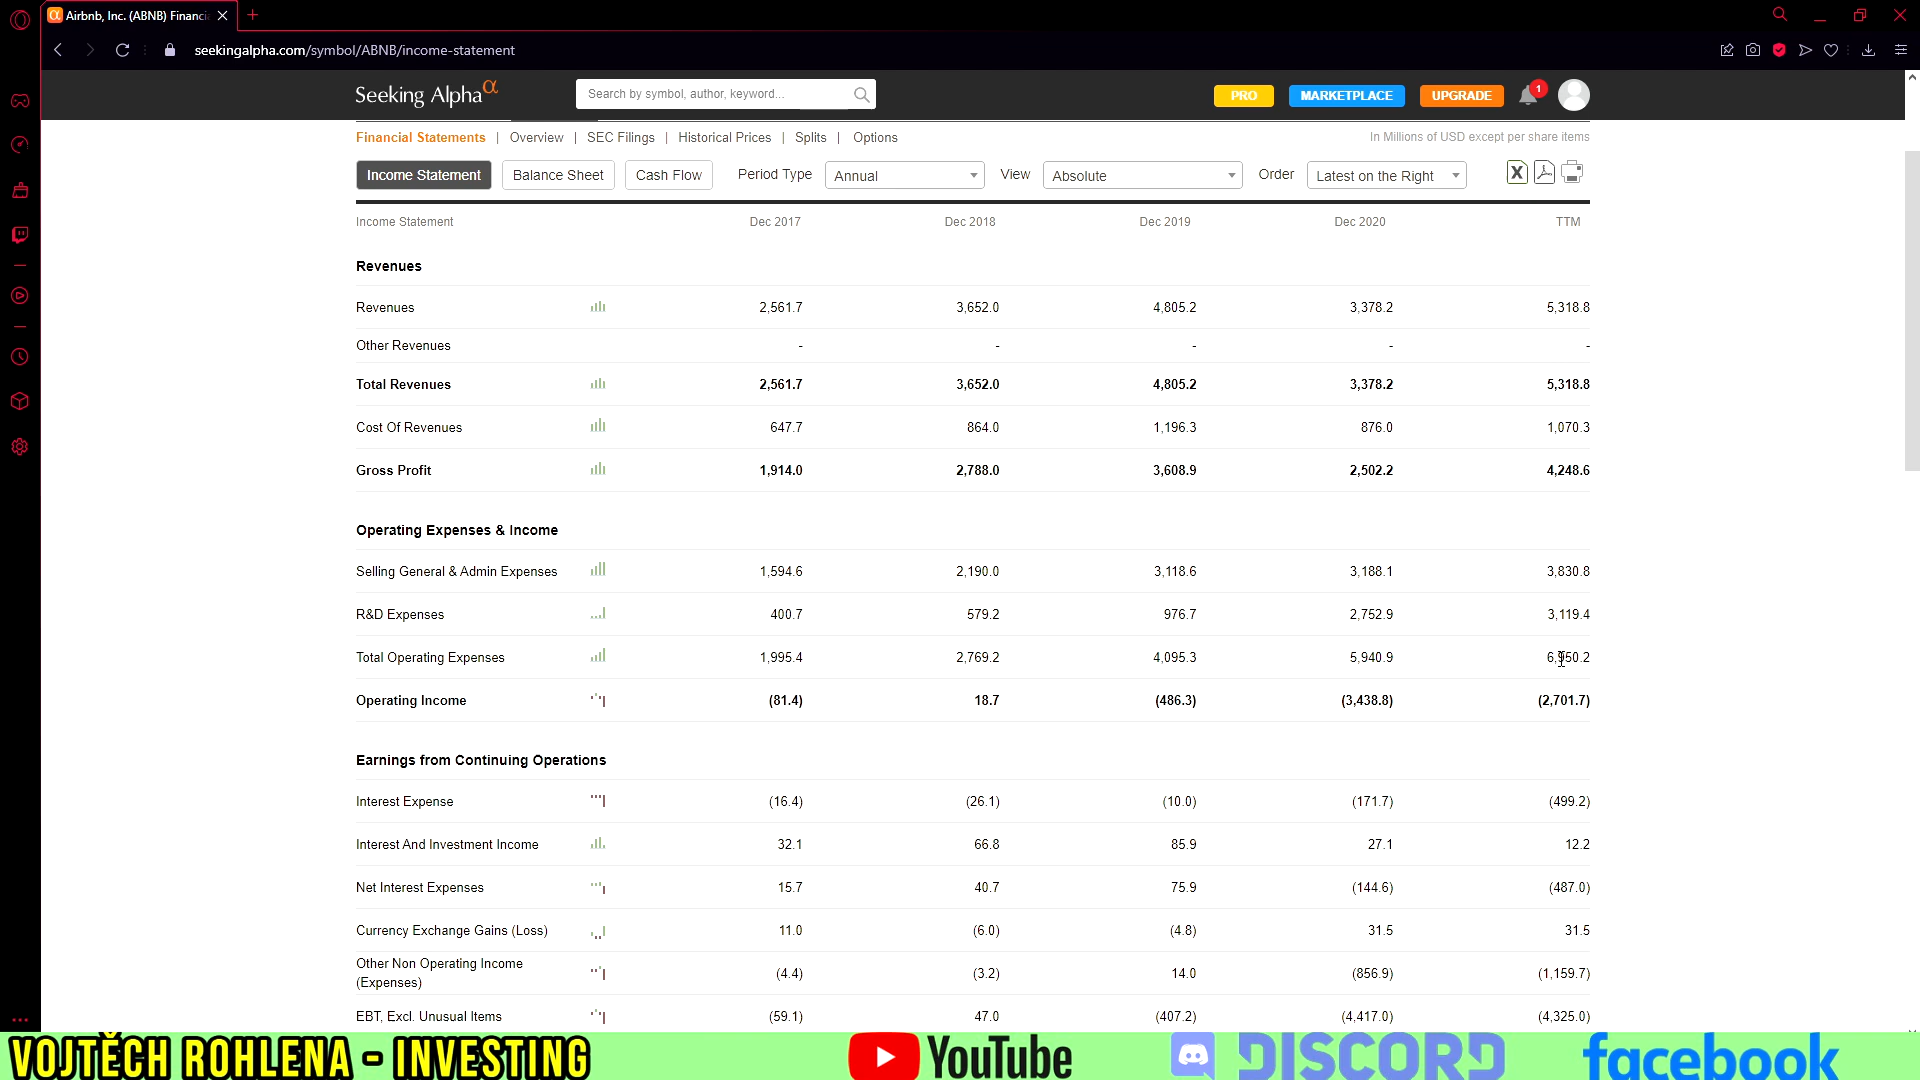 Airbnb, Inc. (ABNB) Financi
seekingalpha.com/symbol/ABNB/income-statement
Seeking Alphaα
Search by symbol, author, keyword...
PRO
MARKETPLACE
UPGRADE
1
Financial Statements | Overview | SEC Filings | Historical Prices | Splits | Options
In Millions of USD except per share items
Income Statement Balance Sheet Cash Flow Period Type Annual View Absolute Order Latest on the Right
Income Statement Dec 2017 Dec 2018 Dec 2019 Dec 2020 TTM
Revenues
Revenues 2,561.7 3,652.0 4,805.2 3,378.2 5,318.8
Other Revenues - - - - -
Total Revenues 2,561.7 3,652.0 4,805.2 3,378.2 5,318.8
Cost Of Revenues 647.7 864.0 1,196.3 876.0 1,070.3
Gross Profit 1,914.0 2,788.0 3,608.9 2,502.2 4,248.6
Operating Expenses & Income
Selling General & Admin Expenses 1,594.6 2,190.0 3,118.6 3,188.1 3,830.8
R&D Expenses 400.7 579.2 976.7 2,752.9 3,119.4
Total Operating Expenses 1,995.4 2,769.2 4,095.3 5,940.9 6,950.2
Operating Income (81.4) 18.7 (486.3) (3,438.8) (2,701.7)
Earnings from Continuing Operations
Interest Expense (16.4) (26.1) (10.0) (171.7) (499.2)
Interest And Investment Income 32.1 66.8 85.9 27.1 12.2
Net Interest Expenses 15.7 40.7 75.9 (144.6) (487.0)
Currency Exchange Gains (Loss) 11.0 (6.0) (4.8) 31.5 31.5
Other Non Operating Income
(Expenses) (4.4) (3.2) 14.0 (856.9) (1,159.7)
EBT, Excl. Unusual Items (59.1) 47.0 (407.2) (4,417.0) (4,325.0)
VOJTĚCH ROHLENA - INVESTING YouTube DISCORD facebook